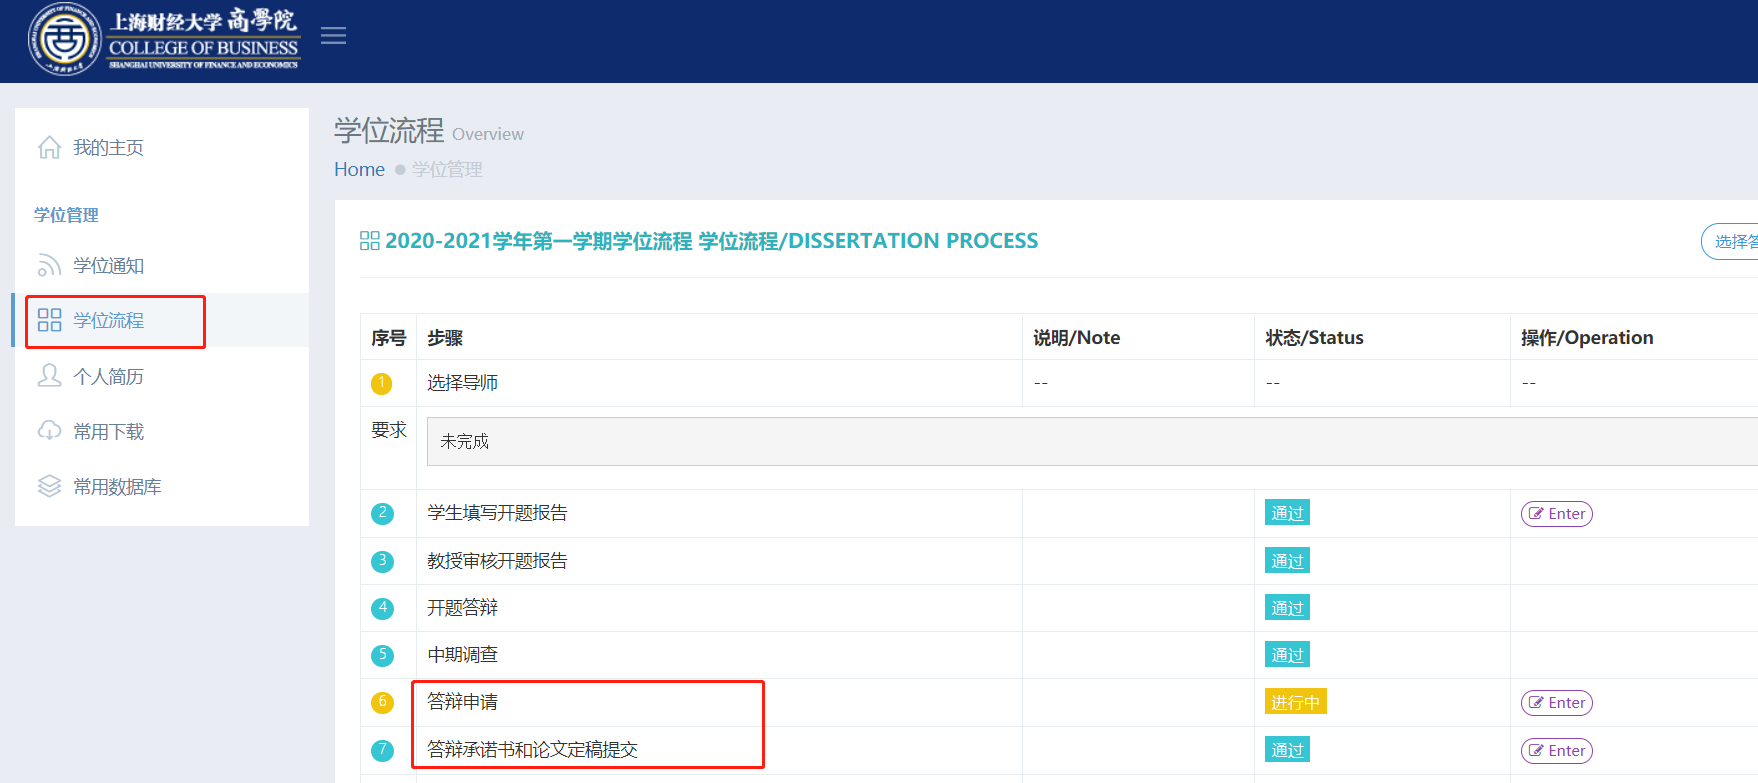 上海财经大学 商學院
COLLEGE OF BUSINESS
SHANGHAI UNIVERSITY OF FINANCE AND ECONOMICS
我的主页
学位管理
学位通知
学位流程
个人简历
常用下载
常用数据库
学位流程 Overview
Home 学位管理
2020-2021学年第一学期学位流程 学位流程/DISSERTATION PROCESS
选择答
序号 步骤 说明/Note 状态/Status 操作/Operation
1 选择导师 -- -- --
要求 未完成
2 学生填写开题报告 通过 Enter
3 教授审核开题报告 通过
4 开题答辩 通过
5 中期调查 通过
6 答辩申请 进行中 Enter
7 答辩承诺书和论文定稿提交 通过 Enter